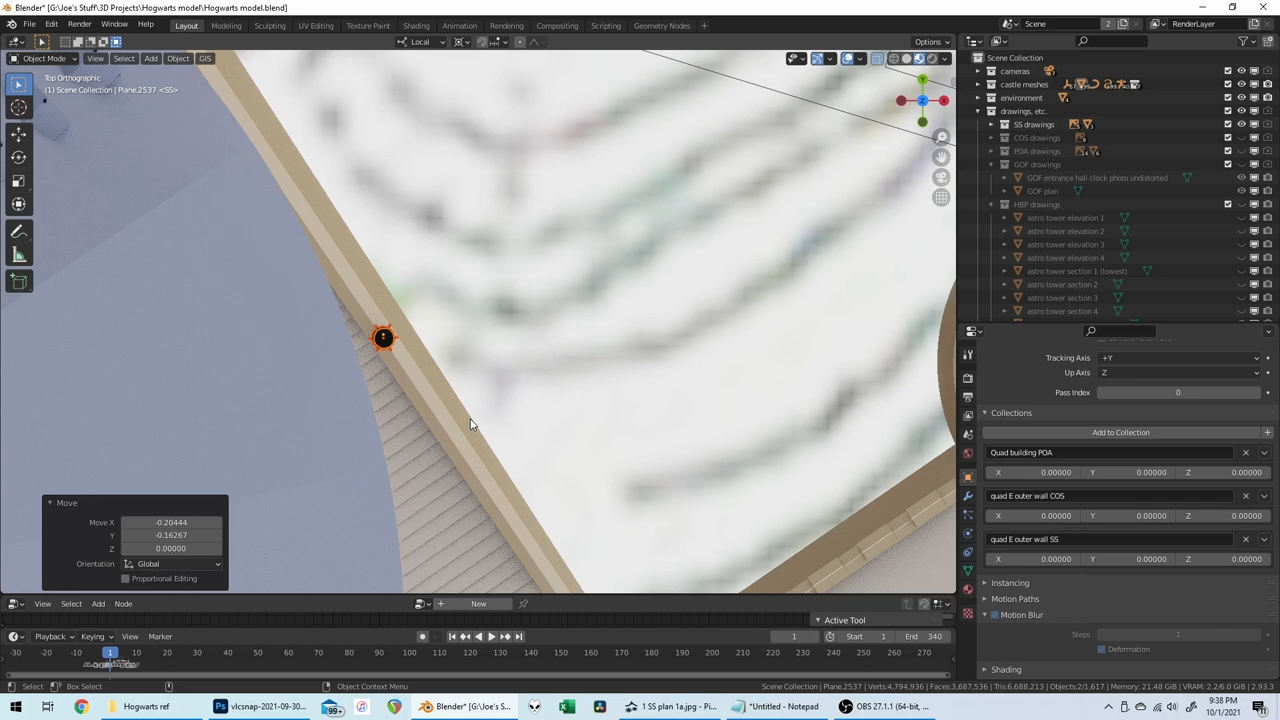 Blender* [G:\Joe's Stuff\3D Projects\Hogwarts model\Hogwarts model.blend]
File Edit Render Window Help Layout Modeling Sculpting UV Editing Texture Paint Shading Animation Rendering Compositing Scripting Geometry Nodes + Scene 2 RenderLayer
Local Options
Object Mode View Select Add Object GIS
Top Orthographic
(1) Scene Collection | Plane.2537 <SS>
Y
Z
X
Scene Collection
cameras
castle meshes
environment
drawings, etc.
SS drawings
COS drawings
POA drawings
GOF drawings
GOF entrance hall clock photo undistorted
GOF plan
HBP drawings
astro tower elevation 1
astro tower elevation 2
astro tower elevation 3
astro tower elevation 4
astro tower section 1 (lowest)
astro tower section 2
astro tower section 3
astro tower section 4
Tracking Axis +Y
Up Axis Z
Pass Index 0
Collections
Add to Collection +
Quad building POA
X 0.00000 Y 0.00000 Z 0.00000
quad E outer wall COS
X 0.00000 Y 0.00000 Z 0.00000
quad E outer wall SS
X 0.00000 Y 0.00000 Z 0.00000
Instancing
Motion Paths
Motion Blur
Steps 1
Deformation
Shading
Move
Move X -0.20444
Y -0.16267
Z 0.00000
Orientation Global
Proportional Editing
View Select Add Node + New
Active Tool
Playback Keying View Marker 1 Start 1 End 340
-30 -20 -10 1 10 20 30 40 50 60 70 80 90 100 110 120 130 140 150 160 170 180 190 200 210 220 230 240 250 260 270
Select Box Select Object Context Menu Scene Collection | Plane.2537 | Verts:4,794,936 | Faces:3,687,536 | Tris:6,688,213 | Objects:2/1,617 | Memory: 21.48 GiB | VRAM: 2.2/6.0 GiB | 2.93.3
Hogwarts ref vlcsnap-2021-09-30... 99+ Blender* [G:\Joe's S... 1 SS plan 1a.jpg - Pi... *Untitled - Notepad OBS 27.1.1 (64-bit, ... 9:38 PM
10/1/2021